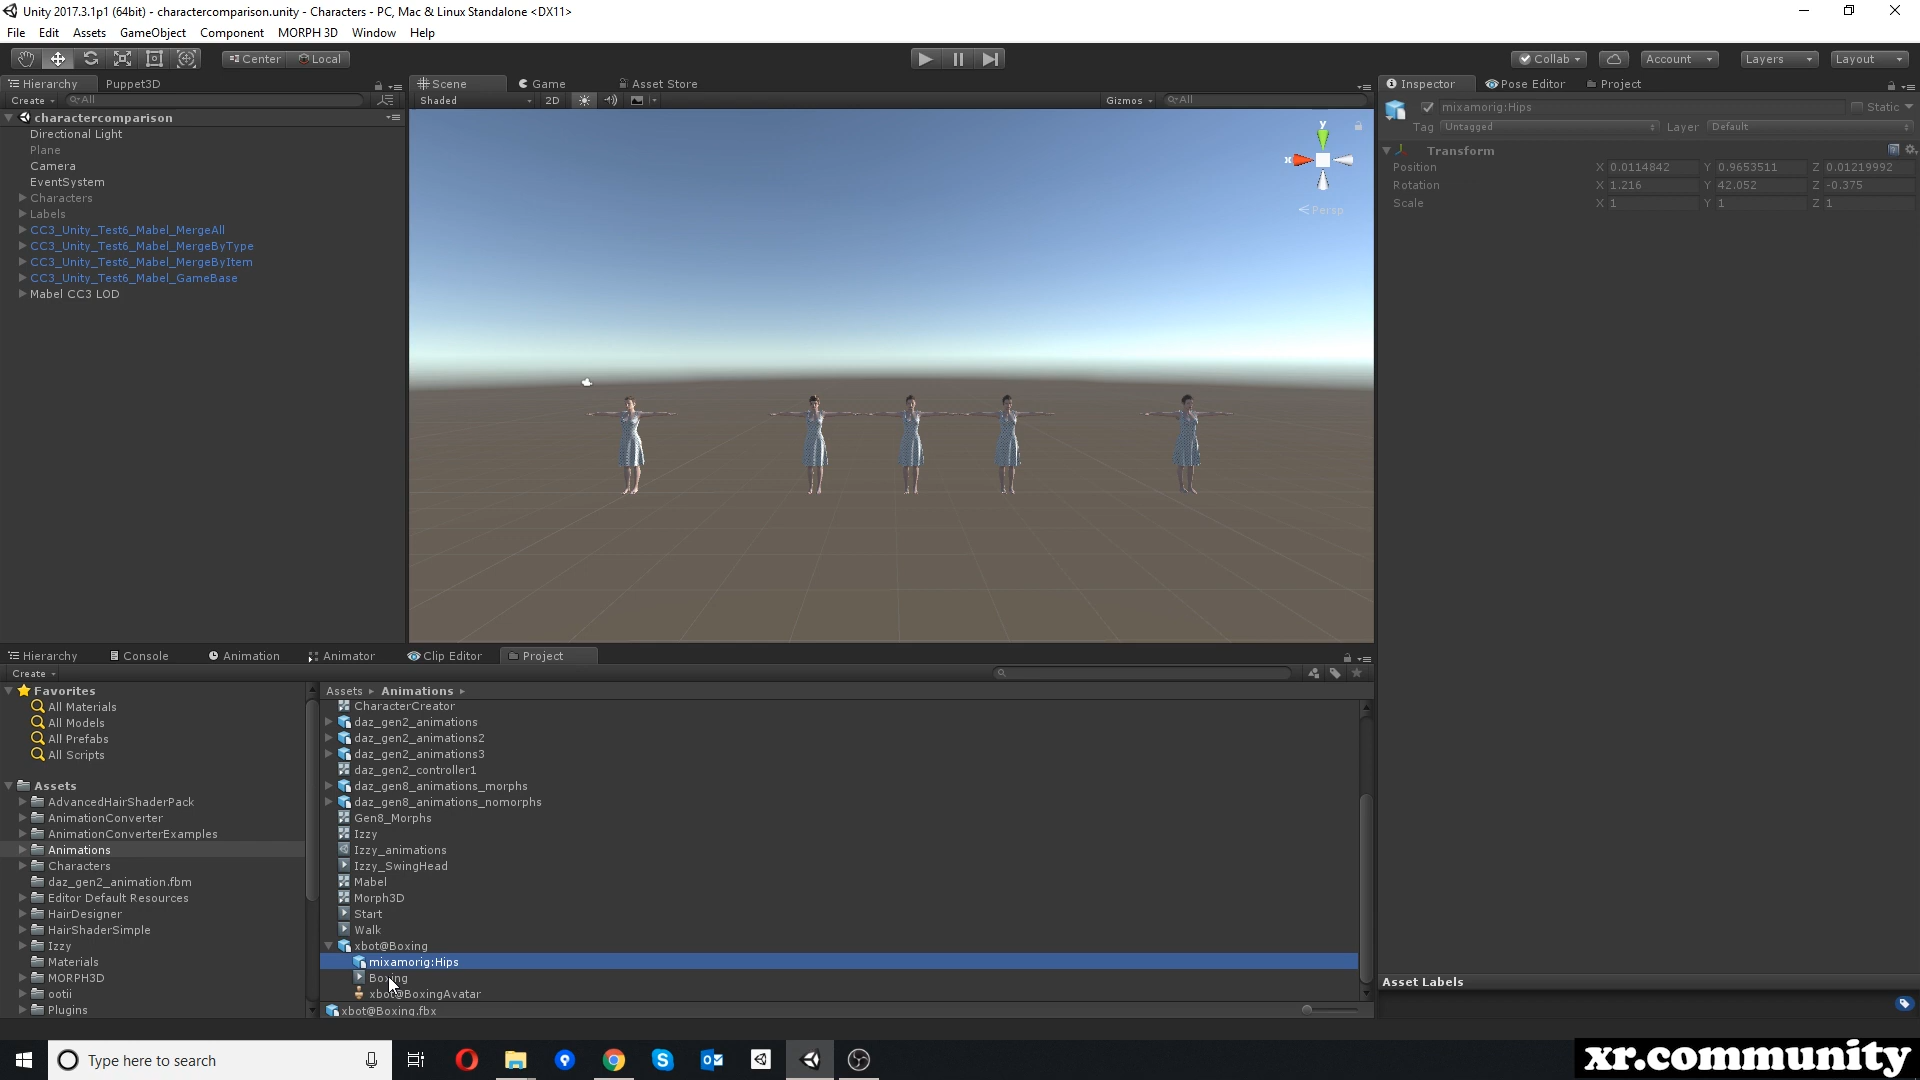 Unity 2017.3.1p1 (64bit) - charactercomparison.unity - Characters - PC, Mac & Linux Standalone <DX11>
File Edit Assets GameObject Component MORPH 3D Window Help
Center Local Collab Account Layers Layout
Hierarchy Puppet3D
Create All
charactercomparison
Directional Light
Plane
Camera
EventSystem
Characters
Labels
CC3_Unity_Test6_Mabel_MergeAll
CC3_Unity_Test6_Mabel_MergeByType
CC3_Unity_Test6_Mabel_MergeByItem
CC3_Unity_Test6_Mabel_GameBase
Mabel CC3 LOD
Scene Game Asset Store
Shaded 2D Gizmos All
y
x
Persp
Inspector Pose Editor Project
mixamorig:Hips Static
Tag Untagged Layer Default
Transform
Position X 0.0114842 Y 0.9653511 Z 0.01219992
Rotation X 1.216 Y 42.052 Z -0.375
Scale X 1 Y 1 Z 1
Asset Labels
Hierarchy Console Animation Animator Clip Editor Project
Create
Favorites
All Materials
All Models
All Prefabs
All Scripts
Assets
AdvancedHairShaderPack
AnimationConverter
AnimationConverterExamples
Animations
Characters
daz_gen2_animation.fbm
Editor Default Resources
HairDesigner
HairShaderSimple
Izzy
Materials
MORPH3D
ootii
Plugins
Assets Animations
CharacterCreator
daz_gen2_animations
daz_gen2_animations2
daz_gen2_animations3
daz_gen2_controller1
daz_gen8_animations_morphs
daz_gen8_animations_nomorphs
Gen8_Morphs
Izzy
Izzy_animations
Izzy_SwingHead
Mabel
Morph3D
Start
Walk
xbot@Boxing
mixamorig:Hips
Boxing
xbot@BoxingAvatar
xbot@Boxing.fbx
Type here to search
xr.community